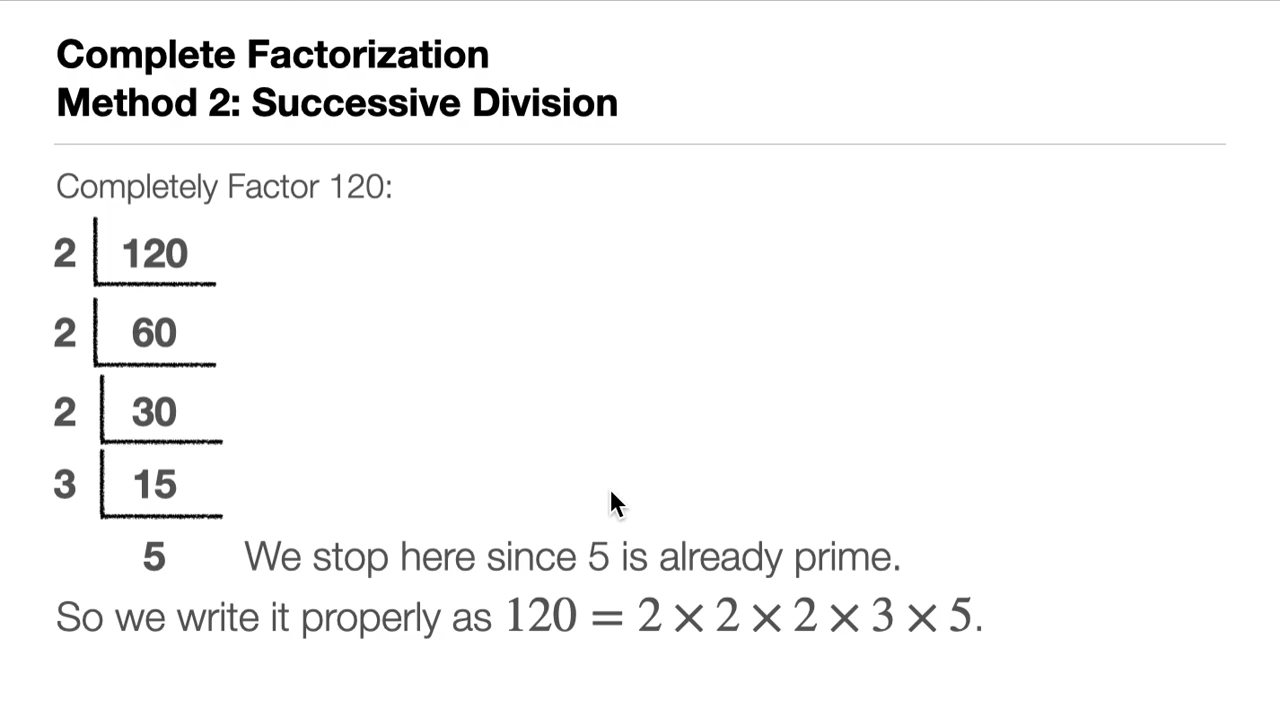 Complete Factorization
Method 2: Successive Division
Completely Factor 120:
2 120
2 60
2 30
3 15
5 We stop here since 5 is already prime.
So we write it properly as 120 = 2 × 2 × 2 × 3 × 5.